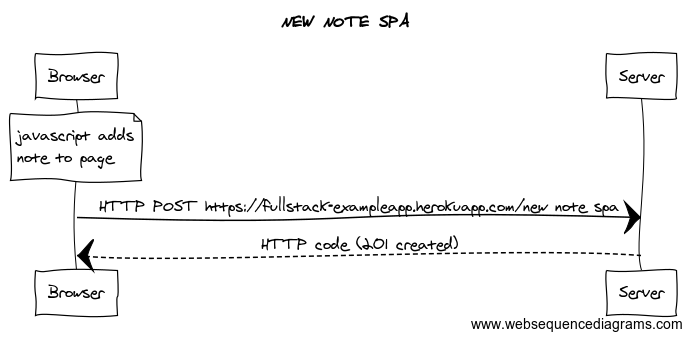 NEW NOTE SPA
Browser
Server
javascript adds
note to page
HTTP POST https://fullstack-exampleapp.herokuapp.com/new note spa
HTTP code (201 created)
Browser
Server
www.websequencediagrams.com